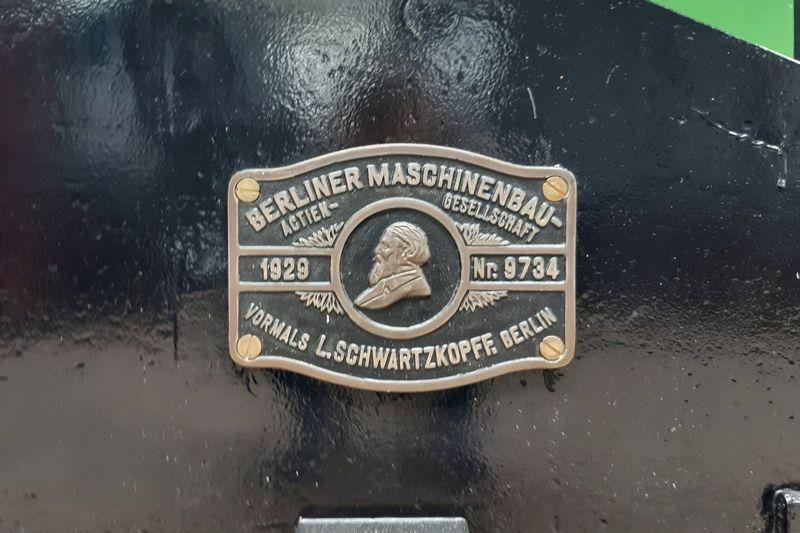 BERLINER MASCHINENBAU-
ACTIEN- GESELLSCHAFT
1929 Nr. 9734
VORMALS L. SCHWARTZKOPFF, BERLIN